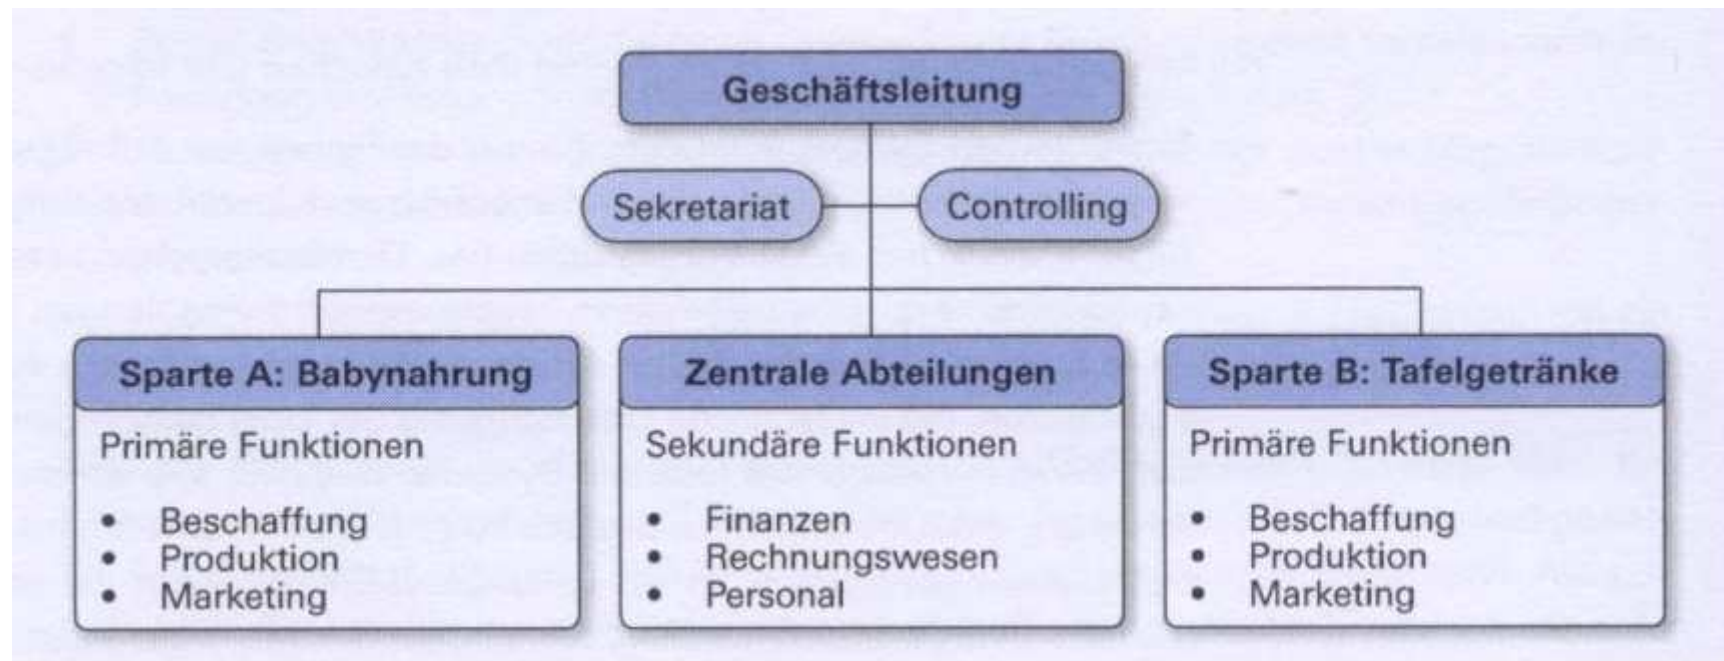 Geschäftsleitung
Sekretariat
Controlling
Sparte A: Babynahrung
Primäre Funktionen
• Beschaffung
• Produktion
• Marketing
Zentrale Abteilungen
Sekundäre Funktionen
• Finanzen
• Rechnungswesen
• Personal
Sparte B: Tafelgetränke
Primäre Funktionen
• Beschaffung
• Produktion
• Marketing